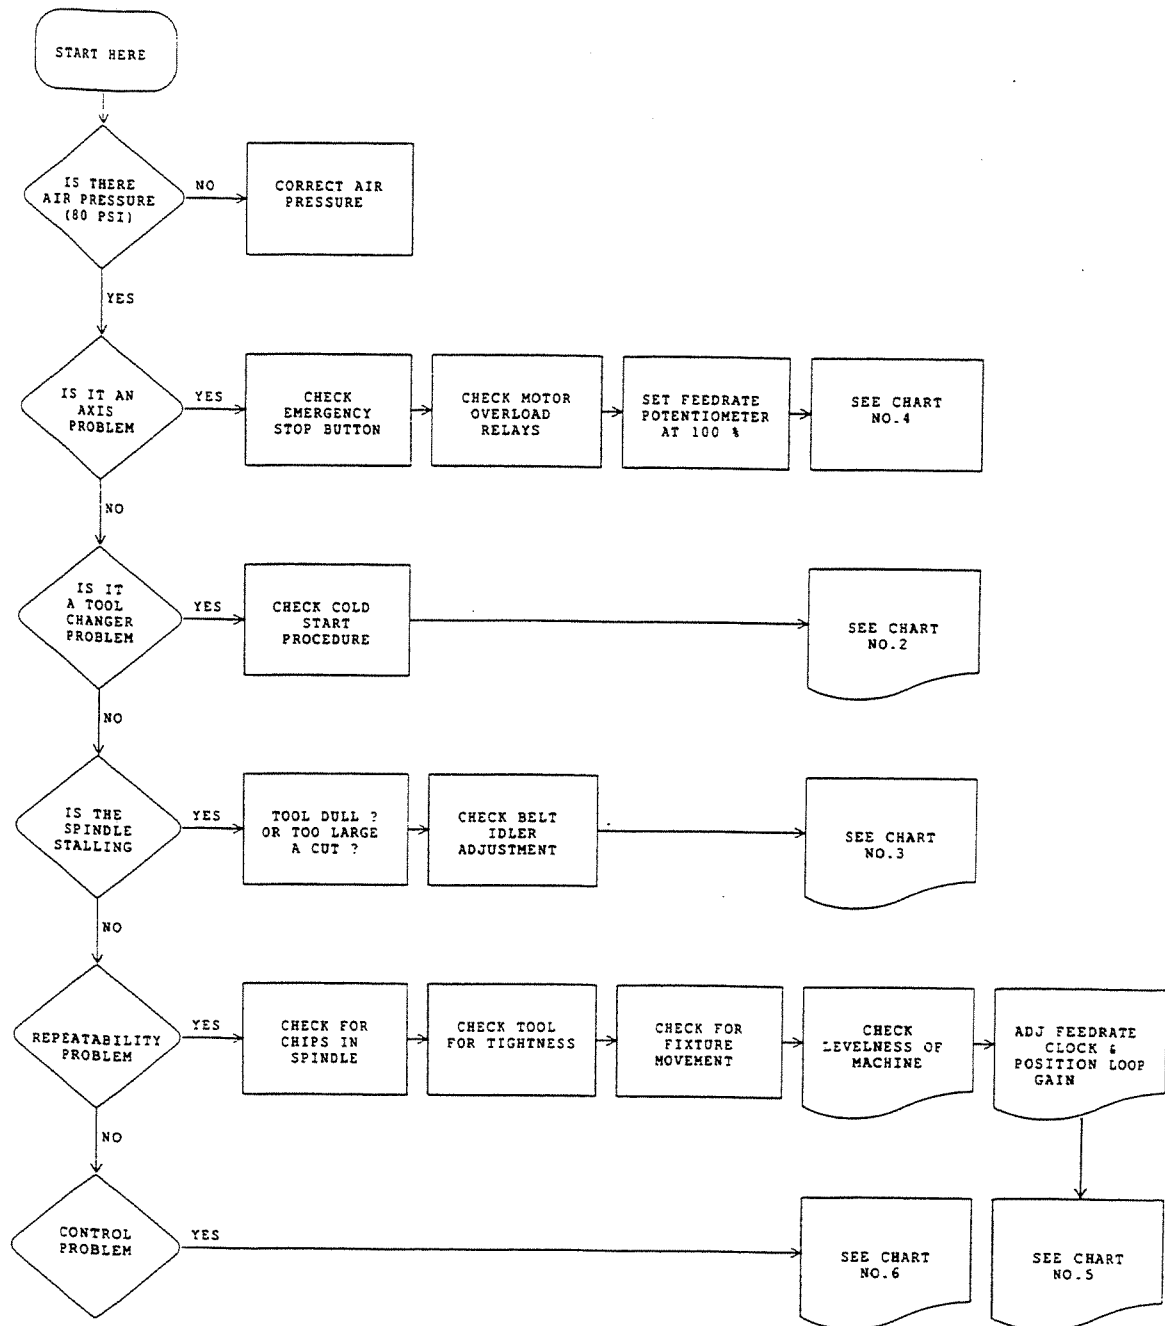 START HERE
IS THERE
AIR PRESSURE
(80 PSI)
NO
CORRECT AIR
PRESSURE
YES
IS IT AN
AXIS
PROBLEM
YES
CHECK
EMERGENCY
STOP BUTTON
CHECK MOTOR
OVERLOAD
RELAYS
SET FEEDRATE
POTENTIOMETER
AT 100 %
SEE CHART
NO.4
NO
IS IT
A TOOL
CHANGER
PROBLEM
YES
CHECK COLD
START
PROCEDURE
SEE CHART
NO.2
NO
IS THE
SPINDLE
STALLING
YES
TOOL DULL ?
OR TOO LARGE
A CUT ?
CHECK BELT
IDLER
ADJUSTMENT
SEE CHART
NO.3
NO
REPEATABILITY
PROBLEM
YES
CHECK FOR
CHIPS IN
SPINDLE
CHECK TOOL
FOR TIGHTNESS
CHECK FOR
FIXTURE
MOVEMENT
CHECK
LEVELNESS OF
MACHINE
ADJ FEEDRATE
CLOCK &
POSITION LOOP
GAIN
NO
CONTROL
PROBLEM
YES
SEE CHART
NO.6
SEE CHART
NO.5